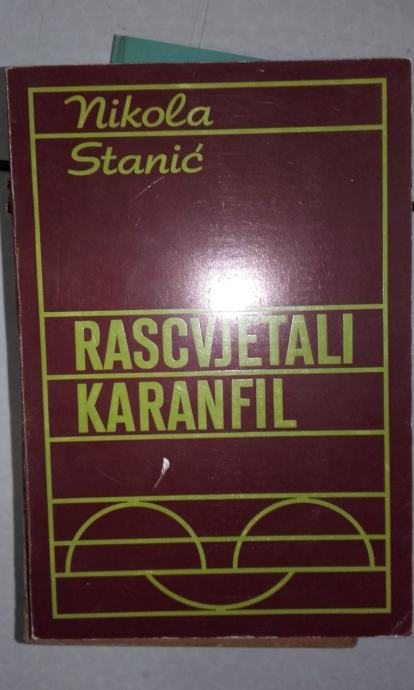 Nikola
Stanić
RASCVJETALI
KARANFIL